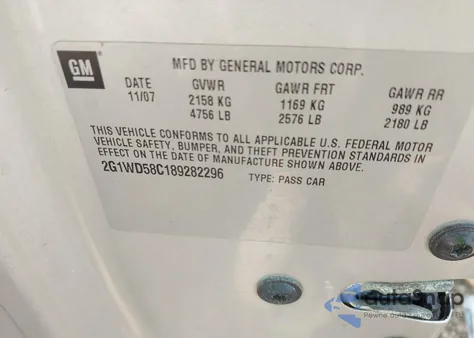 GM
MFD BY GENERAL MOTORS CORP.
DATE GVWR GAWR FRT GAWR RR
11/07 2158 KG 1169 KG 989 KG
4756 LB 2576 LB 2180 LB
THIS VEHICLE CONFORMS TO ALL APPLICABLE U.S. FEDERAL MOTOR
VEHICLE SAFETY, BUMPER, AND THEFT PREVENTION STANDARDS IN
EFFECT ON THE DATE OF MANUFACTURE SHOWN ABOVE.
2G1WD58C189282296 TYPE: PASS CAR